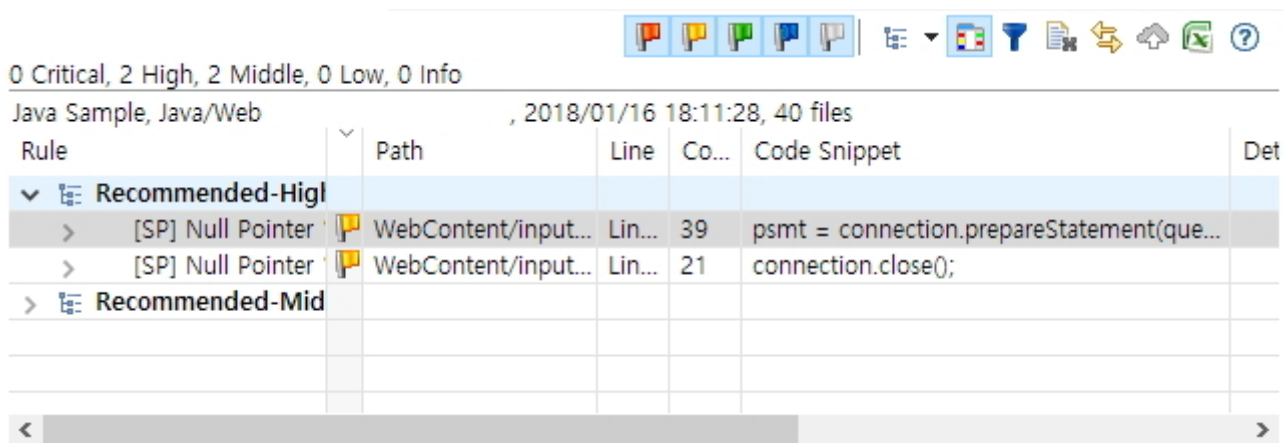 0 Critical, 2 High, 2 Middle, 0 Low, 0 Info
Java Sample, Java/Web , 2018/01/16 18:11:28, 40 files
Rule Path Line Co... Code Snippet Det
Recommended-High
[SP] Null Pointer WebContent/input... Lin... 39 psmt = connection.prepareStatement(que...
[SP] Null Pointer WebContent/input... Lin... 21 connection.close();
Recommended-Mid